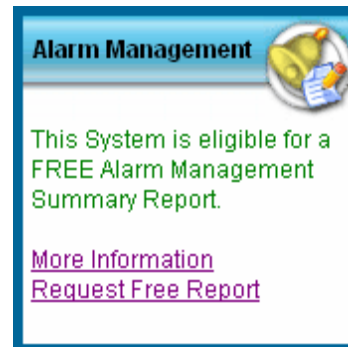 Alarm Management
This System is eligible for a
FREE Alarm Management
Summary Report.
More Information
Request Free Report